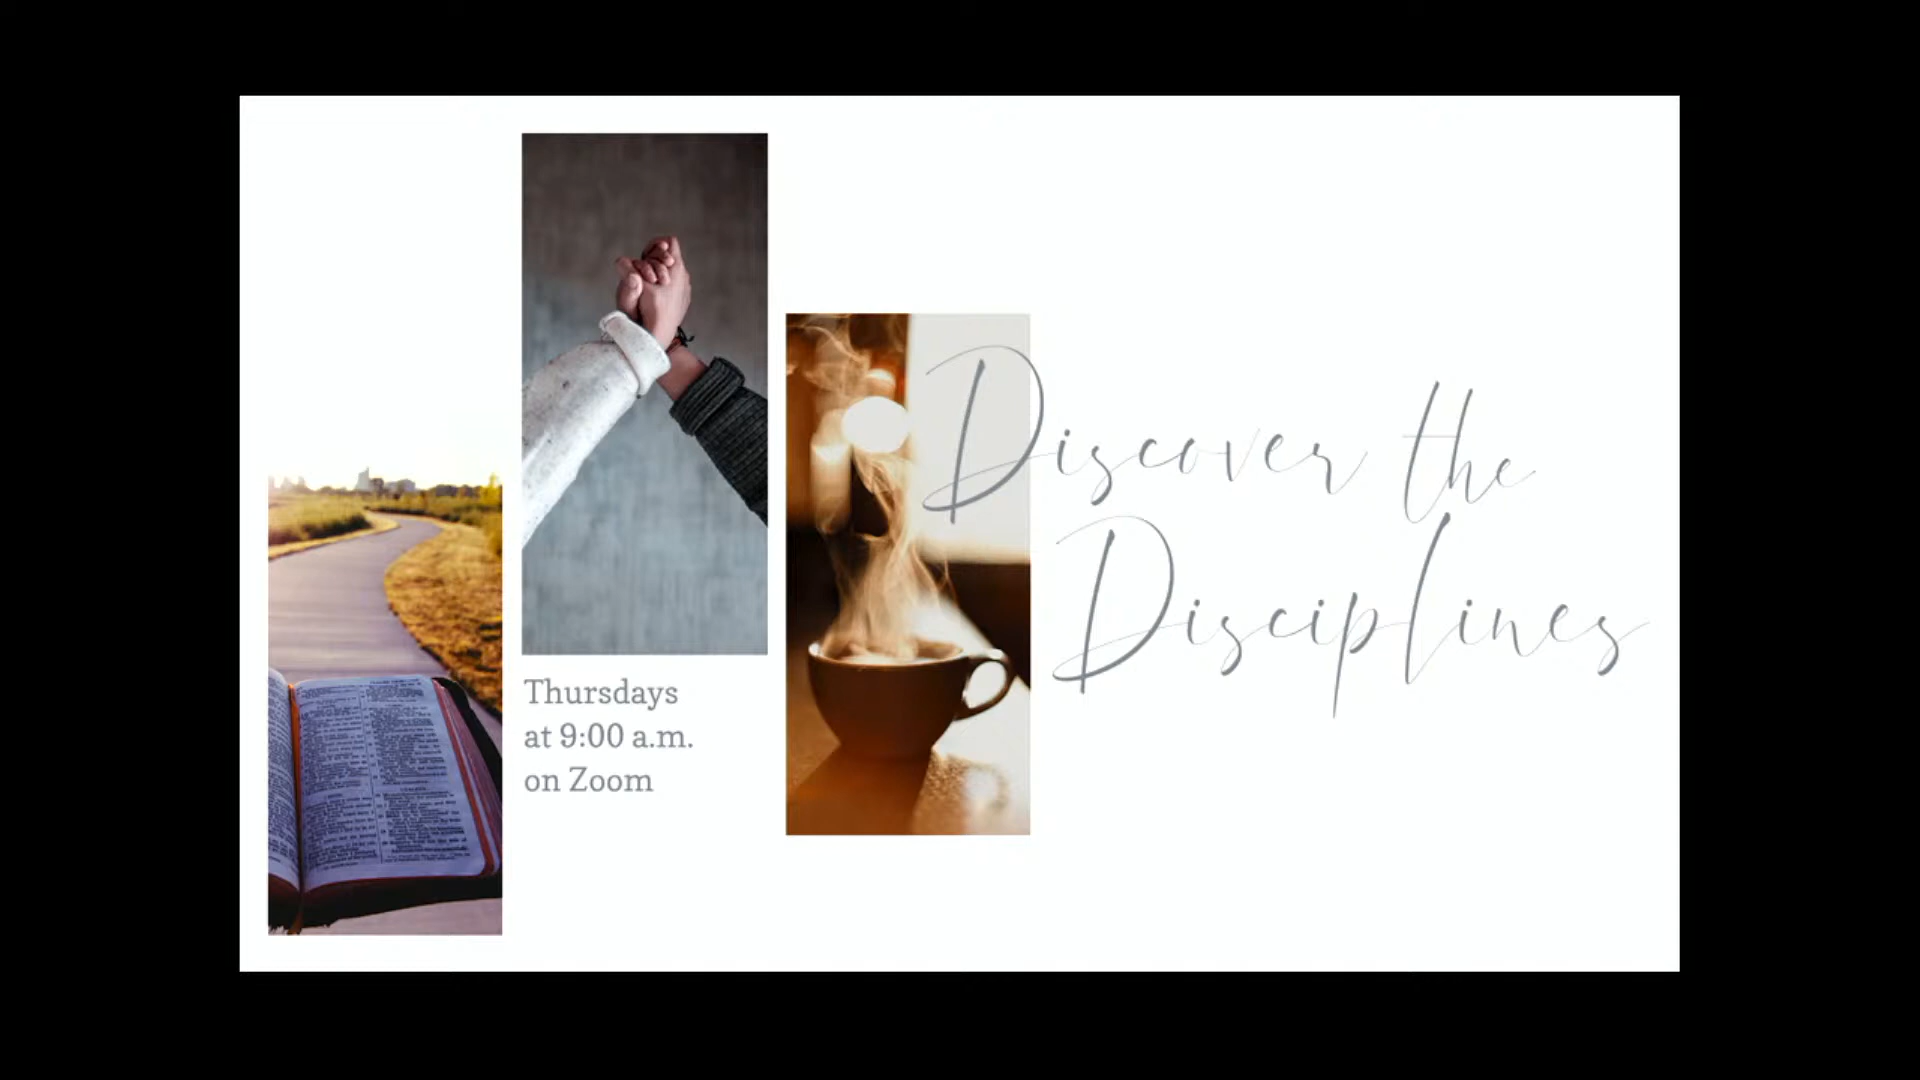 Discover the
Disciplines
Thursdays
at 9:00 a.m.
on Zoom